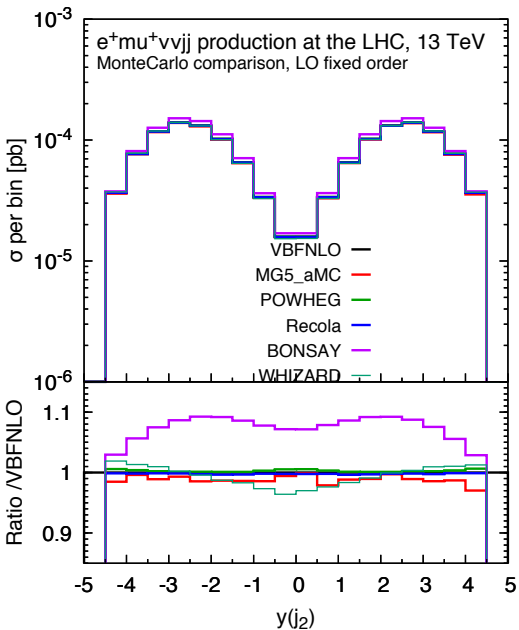 e⁺mu⁺vvjj production at the LHC, 13 TeV
MonteCarlo comparison, LO fixed order
σ per bin [pb]
10⁻³
10⁻⁴
10⁻⁵
10⁻⁶
VBFNLO
MG5_aMC
POWHEG
Recola
BONSAY
WHIZARD
Ratio /VBFNLO
1.1
1
0.9
-5 -4 -3 -2 -1 0 1 2 3 4 5
y(j₂)